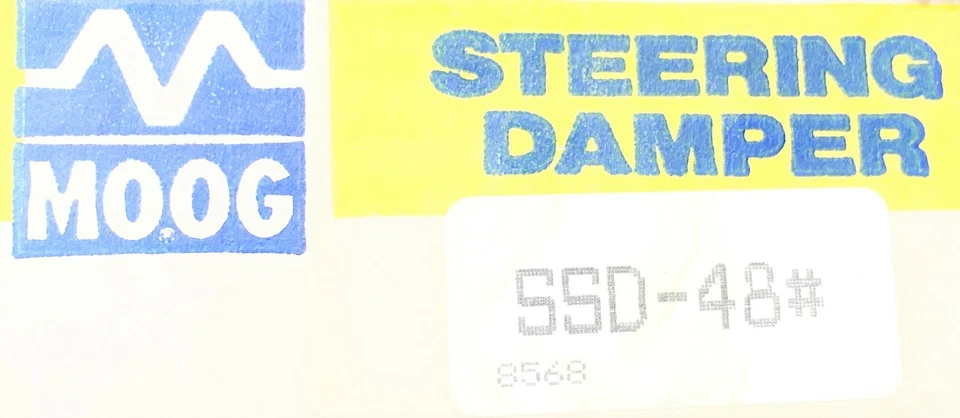 MOOG
STEERING
DAMPER
SSD-48#
8568